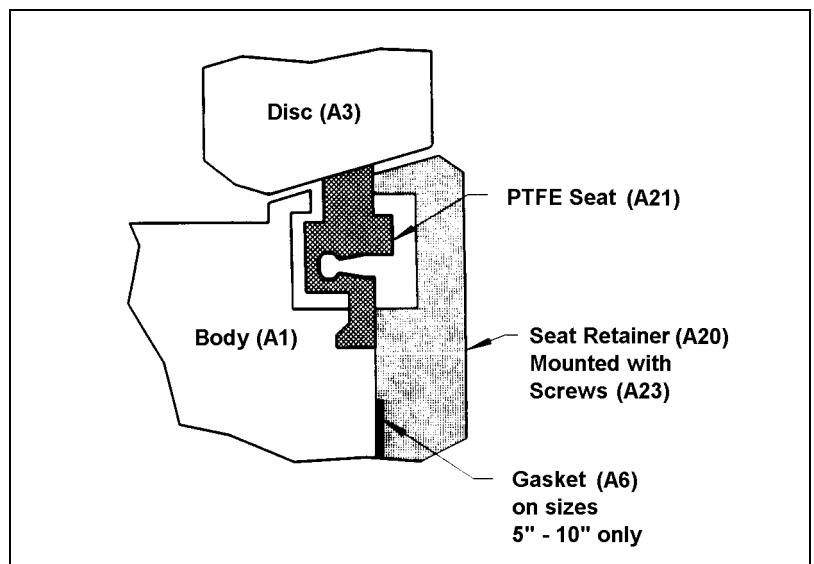 Disc (A3)
PTFE Seat (A21)
Body (A1)
Seat Retainer (A20)
Mounted with
Screws (A23)
Gasket (A6)
on sizes
5" - 10" only